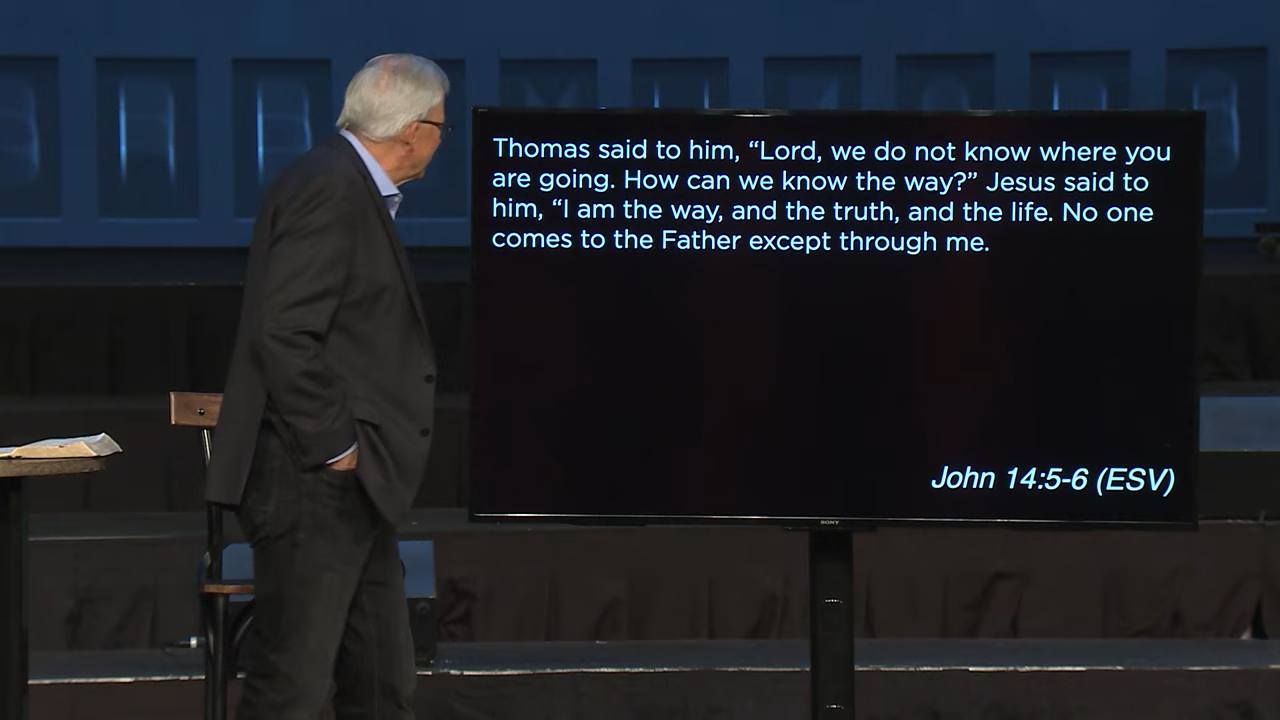 Thomas said to him, “Lord, we do not know where you
are going. How can we know the way?” Jesus said to
him, “I am the way, and the truth, and the life. No one
comes to the Father except through me.
John 14:5-6 (ESV)
SONY